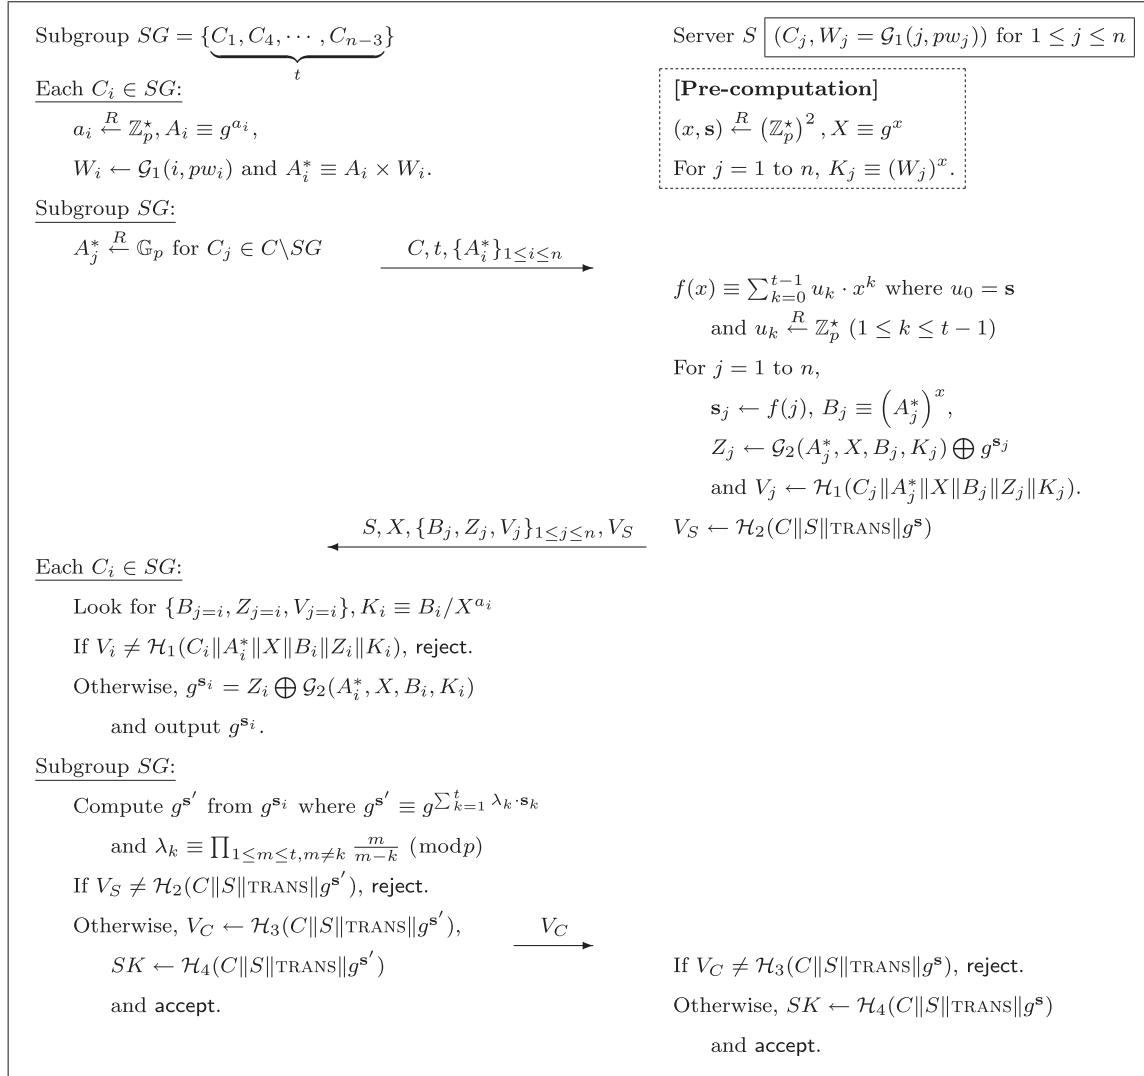 Subgroup SG = {C_1, C_4, ⋯, C_{n−3}}
t
Each C_i ∈ SG:
a_i ←R ℤ_p^⋆, A_i ≡ g^{a_i},
W_i ← 𝒢_1(i, pw_i) and A_i^* ≡ A_i × W_i.
Subgroup SG:
A_j^* ←R 𝔾_p for C_j ∈ C\SG
C, t, {A_i^*}_{1≤i≤n}
Server S (C_j, W_j = 𝒢_1(j, pw_j)) for 1 ≤ j ≤ n
[Pre-computation]
(x, 𝐬) ←R (ℤ_p^⋆)^2, X ≡ g^x
For j = 1 to n, K_j ≡ (W_j)^x.
f(x) ≡ ∑_{k=0}^{t−1} u_k · x^k where u_0 = 𝐬
and u_k ←R ℤ_p^⋆ (1 ≤ k ≤ t − 1)
For j = 1 to n,
𝐬_j ← f(j), B_j ≡ (A_j^*)^x,
Z_j ← 𝒢_2(A_j^*, X, B_j, K_j) ⨁ g^{𝐬_j}
and V_j ← ℋ_1(C_j‖A_j^*‖X‖B_j‖Z_j‖K_j).
S, X, {B_j, Z_j, V_j}_{1≤j≤n}, V_S
V_S ← ℋ_2(C‖S‖TRANS‖g^𝐬)
Each C_i ∈ SG:
Look for {B_{j=i}, Z_{j=i}, V_{j=i}}, K_i ≡ B_i/X^{a_i}
If V_i ≠ ℋ_1(C_i‖A_i^*‖X‖B_i‖Z_i‖K_i), reject.
Otherwise, g^{𝐬_i} = Z_i ⨁ 𝒢_2(A_i^*, X, B_i, K_i)
and output g^{𝐬_i}.
Subgroup SG:
Compute g^{𝐬′} from g^{𝐬_i} where g^{𝐬′} ≡ g^{∑_{k=1}^t λ_k·𝐬_k}
and λ_k ≡ ∏_{1≤m≤t,m≠k} \frac{m}{m−k} (modp)
If V_S ≠ ℋ_2(C‖S‖TRANS‖g^{𝐬′}), reject.
Otherwise, V_C ← ℋ_3(C‖S‖TRANS‖g^{𝐬′}),
SK ← ℋ_4(C‖S‖TRANS‖g^{𝐬′})
and accept.
V_C
If V_C ≠ ℋ_3(C‖S‖TRANS‖g^𝐬), reject.
Otherwise, SK ← ℋ_4(C‖S‖TRANS‖g^𝐬)
and accept.